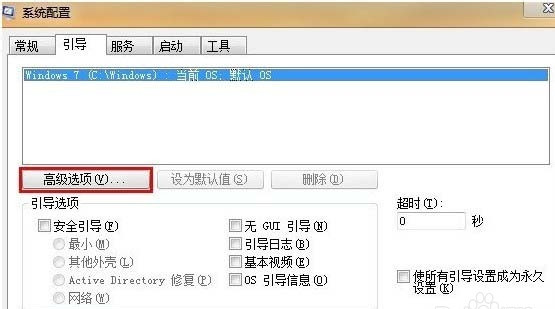 系统配置
常规 引导 服务 启动 工具
Windows 7 (C:\Windows) : 当前 OS; 默认 OS
高级选项(V)... 设为默认值(S) 删除(D)
引导选项 超时(T):
安全引导(F) 无 GUI 引导(N) 0 秒
最小(M) 引导日志(B)
其他外壳(L) 基本视频(E)
Active Directory 修复(P) OS 引导信息(O) 使所有引导设置成为永久
网络(W) 设置(K)